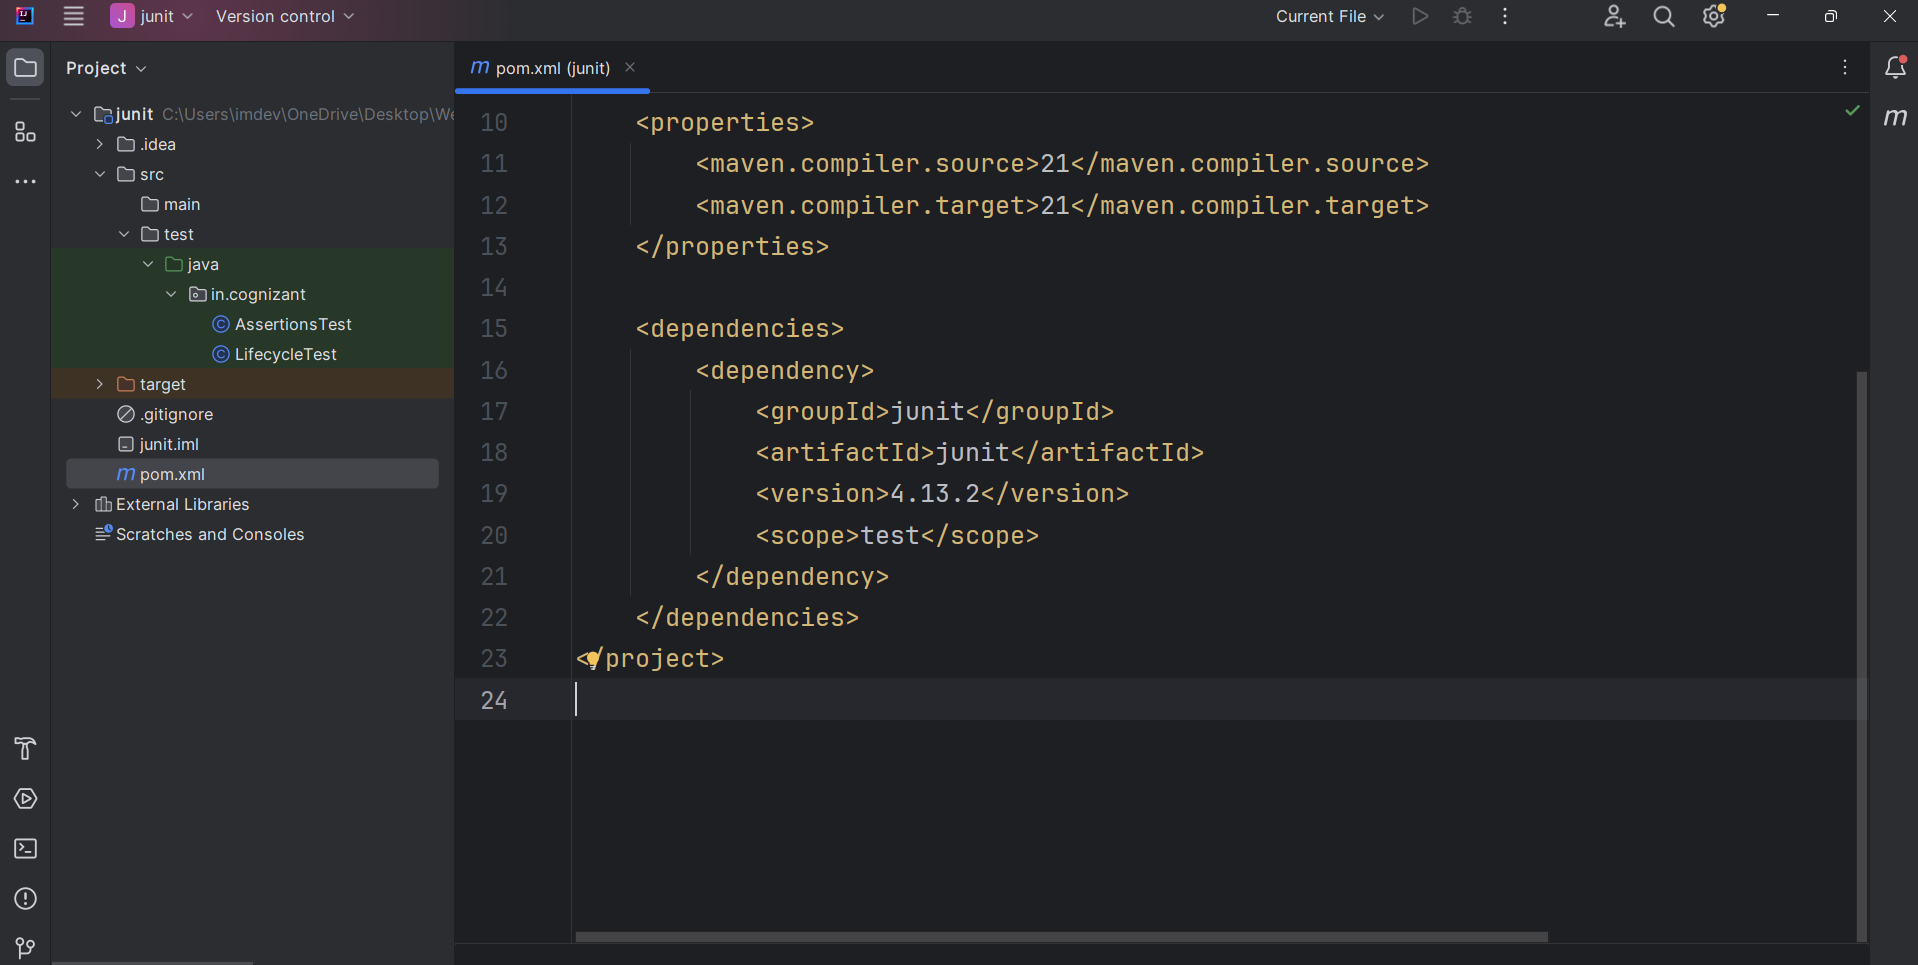 J junit Version control Current File
Project
pom.xml (junit)
junit C:\Users\imdev\OneDrive\Desktop\We
.idea
src
main
test
java
in.cognizant
AssertionsTest
LifecycleTest
target
.gitignore
junit.iml
pom.xml
External Libraries
Scratches and Consoles
10 <properties>
11 <maven.compiler.source>21</maven.compiler.source>
12 <maven.compiler.target>21</maven.compiler.target>
13 </properties>
14
15 <dependencies>
16 <dependency>
17 <groupId>junit</groupId>
18 <artifactId>junit</artifactId>
19 <version>4.13.2</version>
20 <scope>test</scope>
21 </dependency>
22 </dependencies>
23 </project>
24